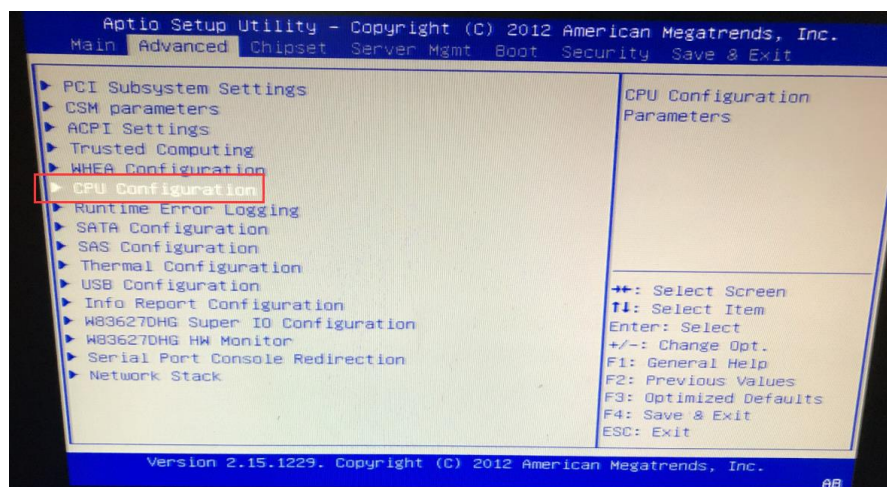 Aptio Setup Utility – Copyright (C) 2012 American Megatrends, Inc.
Main Advanced Chipset Server Mgmt Boot Security Save & Exit
▶ PCI Subsystem Settings
▶ CSM parameters
▶ ACPI Settings
▶ Trusted Computing
▶ WHEA Configuration
▶ CPU Configuration
▶ Runtime Error Logging
▶ SATA Configuration
▶ SAS Configuration
▶ Thermal Configuration
▶ USB Configuration
▶ Info Report Configuration
▶ W83627DHG Super IO Configuration
▶ W83627DHG HW Monitor
▶ Serial Port Console Redirection
▶ Network Stack
CPU Configuration
Parameters
→←: Select Screen
↑↓: Select Item
Enter: Select
+/-: Change Opt.
F1: General Help
F2: Previous Values
F3: Optimized Defaults
F4: Save & Exit
ESC: Exit
Version 2.15.1229. Copyright (C) 2012 American Megatrends, Inc.
AB